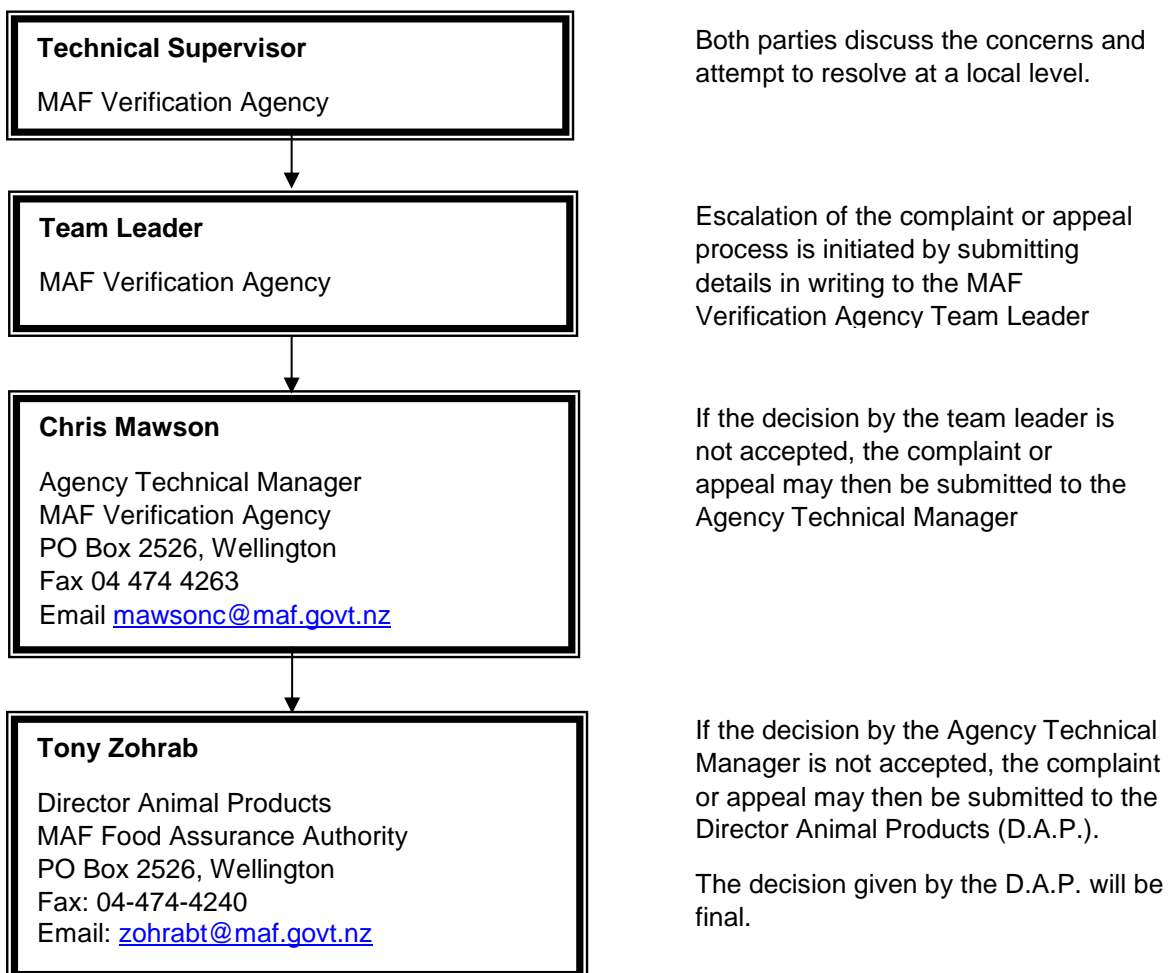 Technical Supervisor
MAF Verification Agency
Both parties discuss the concerns and
attempt to resolve at a local level.
Team Leader
MAF Verification Agency
Escalation of the complaint or appeal
process is initiated by submitting
details in writing to the MAF
Verification Agency Team Leader
Chris Mawson
Agency Technical Manager
MAF Verification Agency
PO Box 2526, Wellington
Fax 04 474 4263
Email mawsonc@maf.govt.nz
If the decision by the team leader is
not accepted, the complaint or
appeal may then be submitted to the
Agency Technical Manager
Tony Zohrab
Director Animal Products
MAF Food Assurance Authority
PO Box 2526, Wellington
Fax: 04-474-4240
Email: zohrabt@maf.govt.nz
If the decision by the Agency Technical
Manager is not accepted, the complaint
or appeal may then be submitted to the
Director Animal Products (D.A.P.).
The decision given by the D.A.P. will be
final.